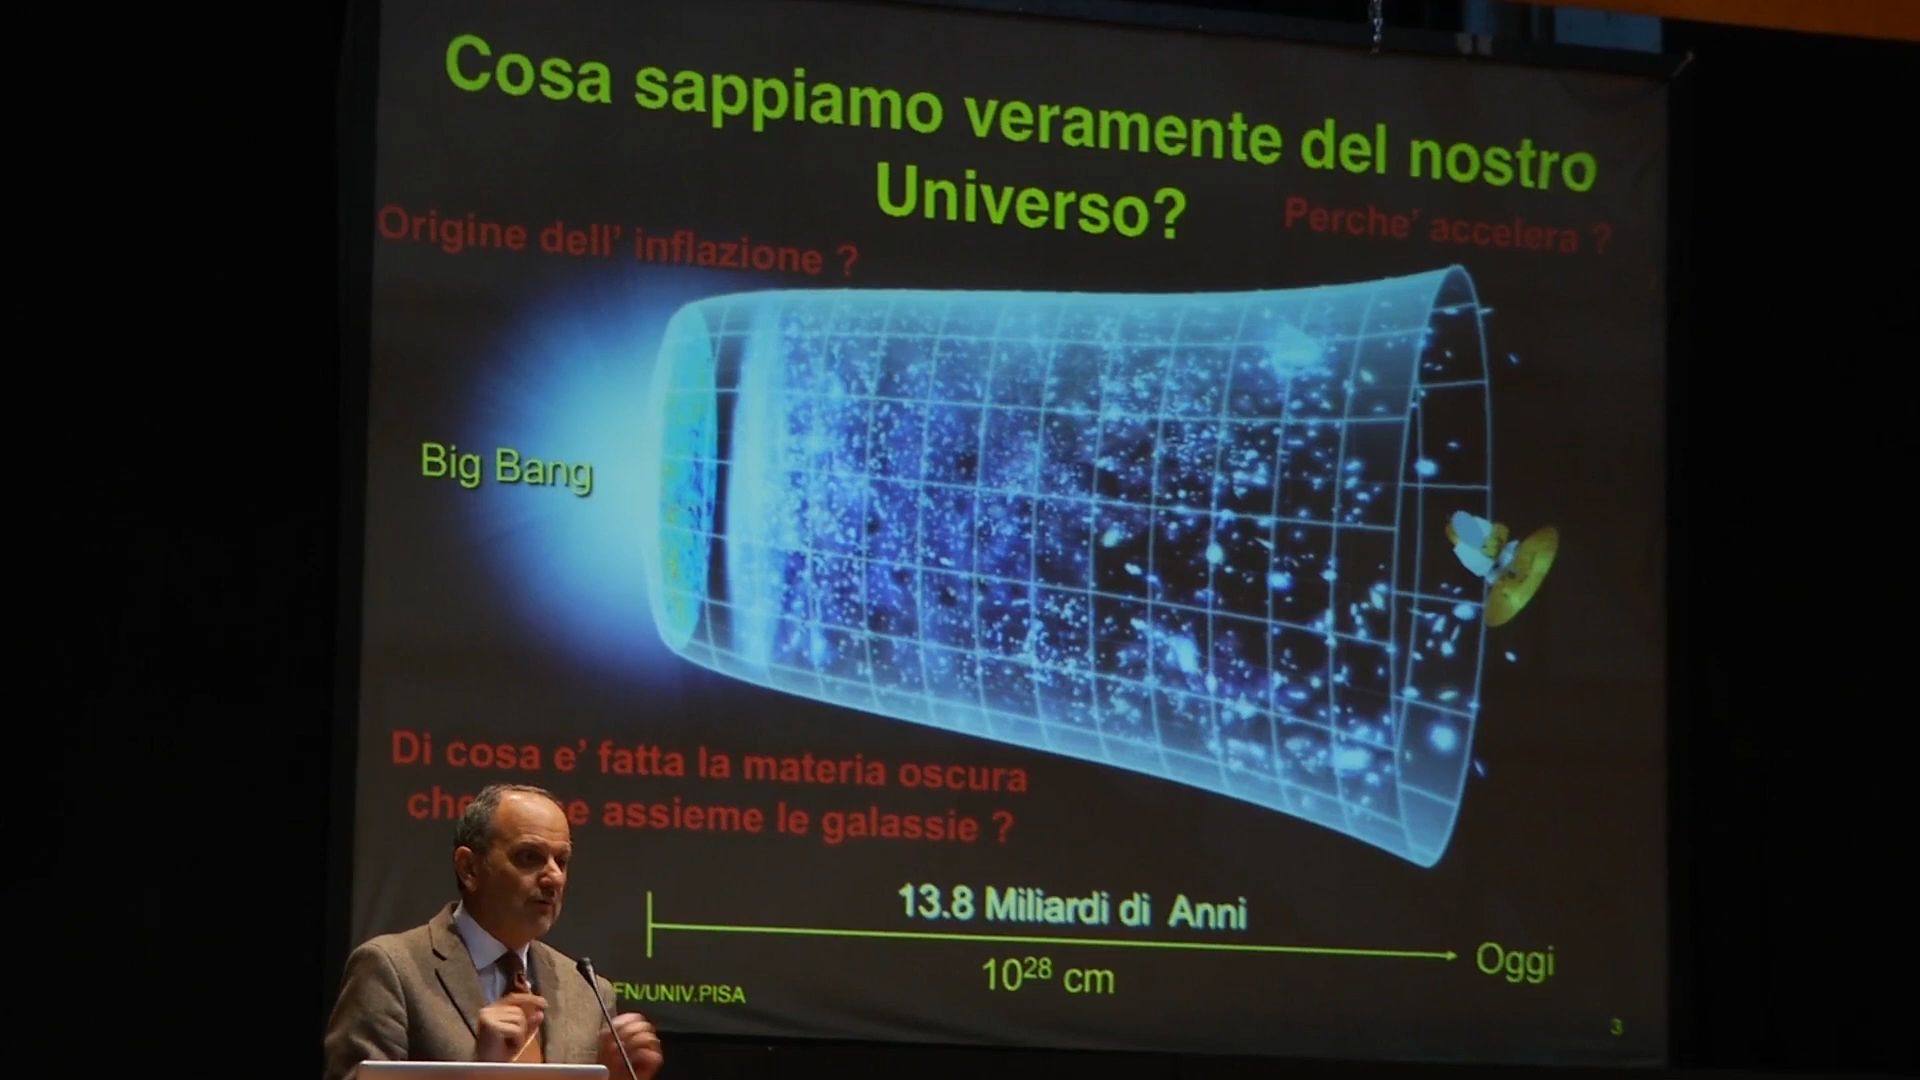 Cosa sappiamo veramente del nostro
Universo?
Origine dell' inflazione ?
Perche' accelera ?
Big Bang
Di cosa e' fatta la materia oscura
assieme le galassie ?
13.8 Miliardi di Anni
10²⁸ cm
Oggi
FN/UNIV.PISA
3